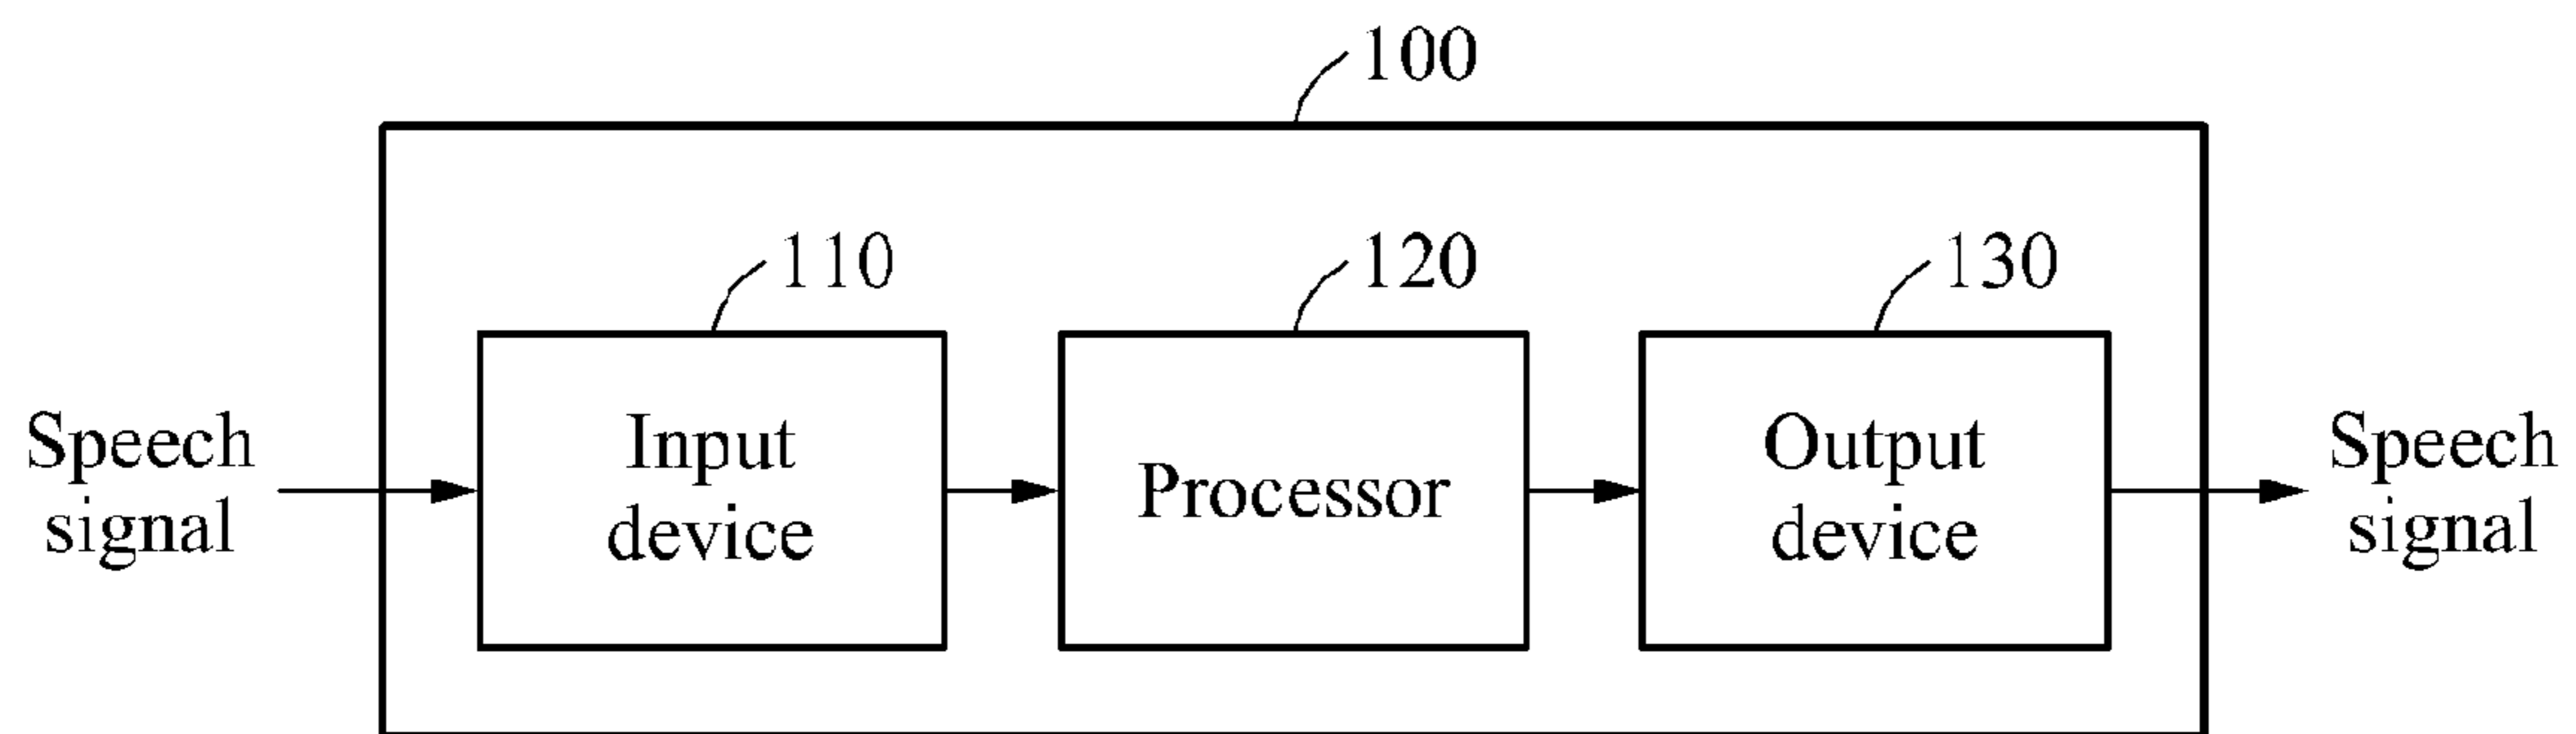 100
110
120
130
Speech
signal
Input
device
Processor
Output
device
Speech
signal